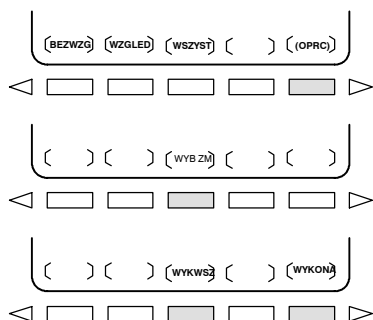 [BEZWZG] [WZGLED] [WSZYST] [ ] [(OPRC)]
[ ] [ ] [WYB ZM] [ ] [ ]
[ ] [ ] [WYKWSZ] [ ] [WYKONA]